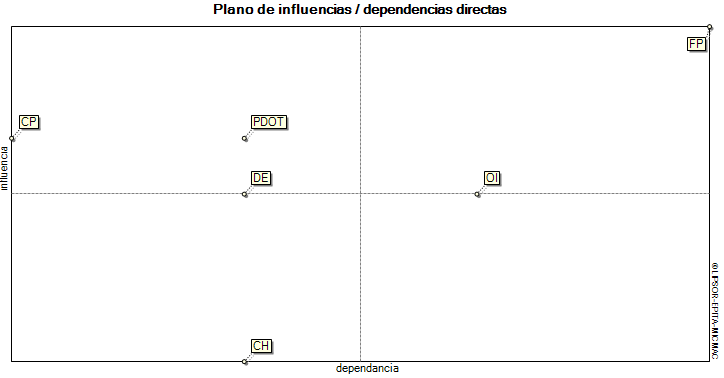 Plano de influencias / dependencias directas
FP
CP
PDOT
influencia
DE
OI
© LIPSOR-EPITA-MICMAC
CH
dependancia